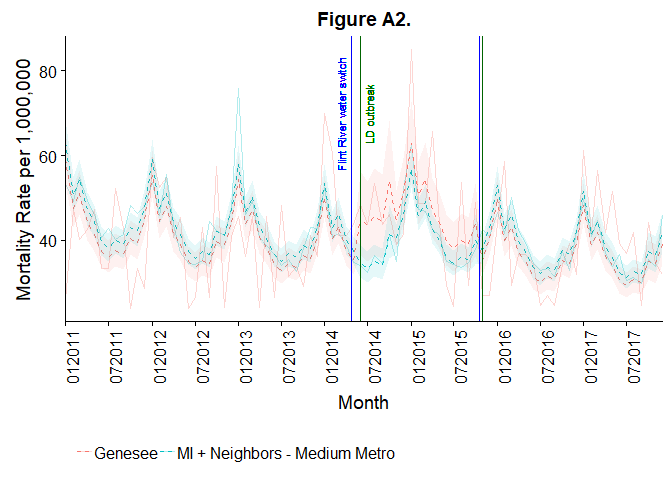 Figure A2.
Mortality Rate per 1,000,000
80
60
40
Flint River water switch
LD outbreak
012011
072011
012012
072012
012013
072013
012014
072014
012015
072015
012016
072016
012017
072017
Month
Genesee
MI + Neighbors - Medium Metro